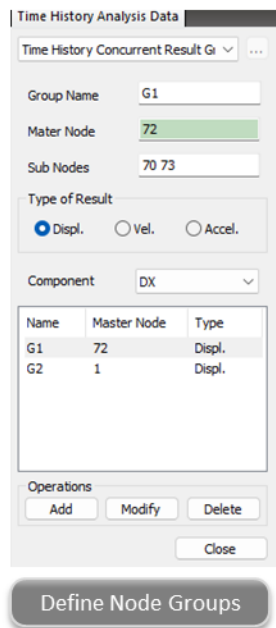 Time History Analysis Data
Time History Concurrent Result Gr
...
Group Name G1
Mater Node 72
Sub Nodes 70 73
Type of Result
Displ. Vel. Accel.
Component DX
Name Master Node Type
G1 72 Displ.
G2 1 Displ.
Operations
Add Modify Delete
Close
Define Node Groups